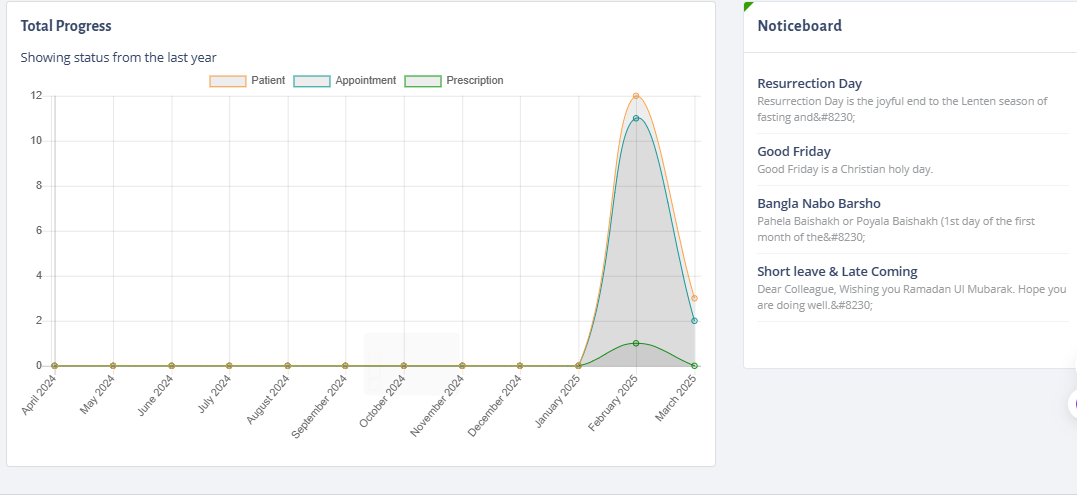 Total Progress
Showing status from the last year
Patient
Appointment
Prescription
12
10
8
6
4
2
0
April 2024
May 2024
June 2024
July 2024
August 2024
September 2024
October 2024
November 2024
December 2024
January 2025
February 2025
March 2025
Noticeboard
Resurrection Day
Resurrection Day is the joyful end to the Lenten season of
fasting and&#8230;
Good Friday
Good Friday is a Christian holy day.
Bangla Nabo Barsho
Pahela Baishakh or Poyala Baishakh (1st day of the first
month of the&#8230;
Short leave & Late Coming
Dear Colleague, Wishing you Ramadan Ul Mubarak. Hope you
are doing well.&#8230;